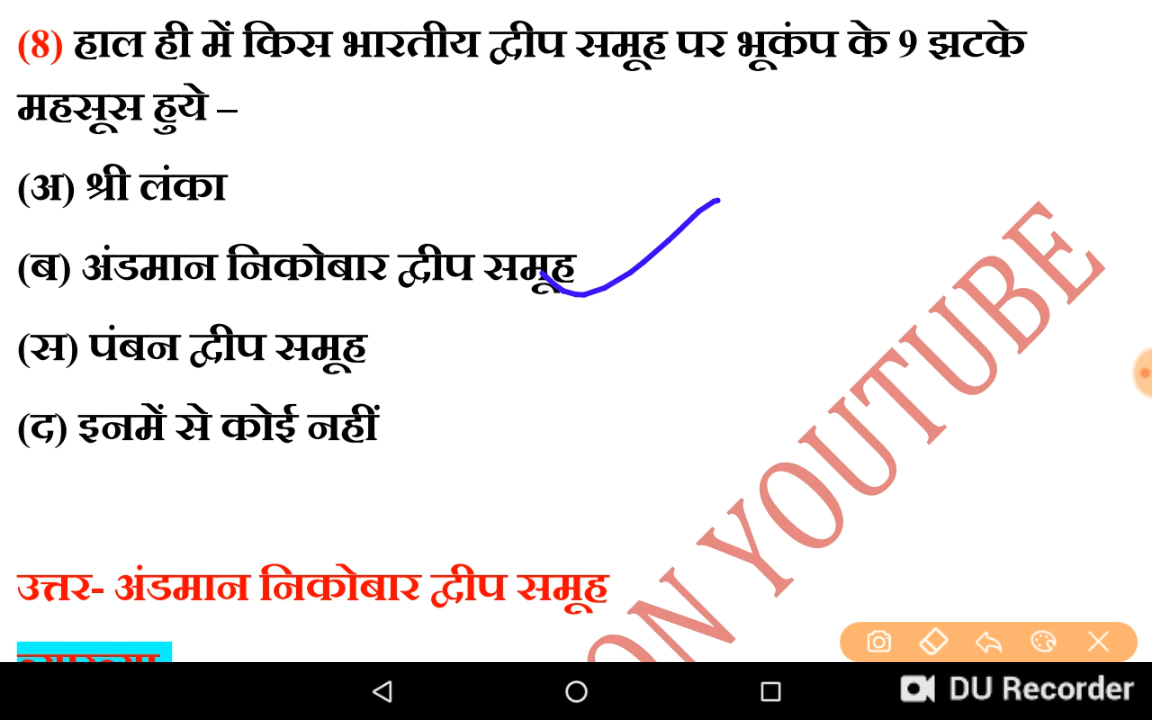 (8) हाल ही में किस भारतीय द्वीप समूह पर भूकंप के 9 झटके
महसूस हुये –
(अ) श्री लंका
(ब) अंडमान निकोबार द्वीप समूह
(स) पंबन द्वीप समूह
(द) इनमें से कोई नहीं
उत्तर- अंडमान निकोबार द्वीप समूह
ON YOUTUBE
DU Recorder